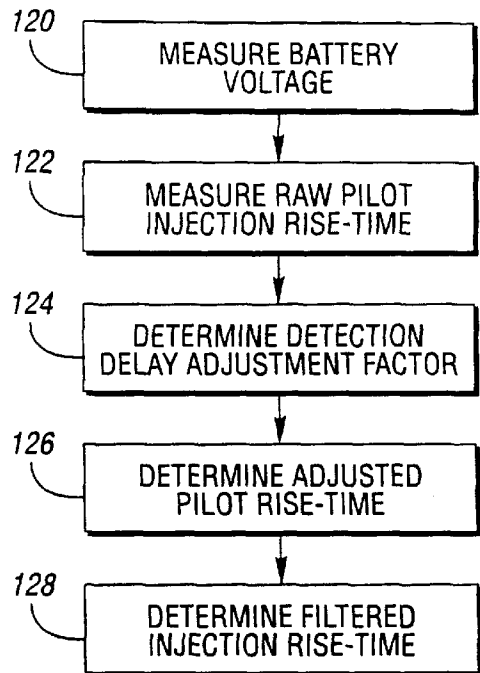 120
MEASURE BATTERY
VOLTAGE
122
MEASURE RAW PILOT
INJECTION RISE-TIME
124
DETERMINE DETECTION
DELAY ADJUSTMENT FACTOR
126
DETERMINE ADJUSTED
PILOT RISE-TIME
128
DETERMINE FILTERED
INJECTION RISE-TIME